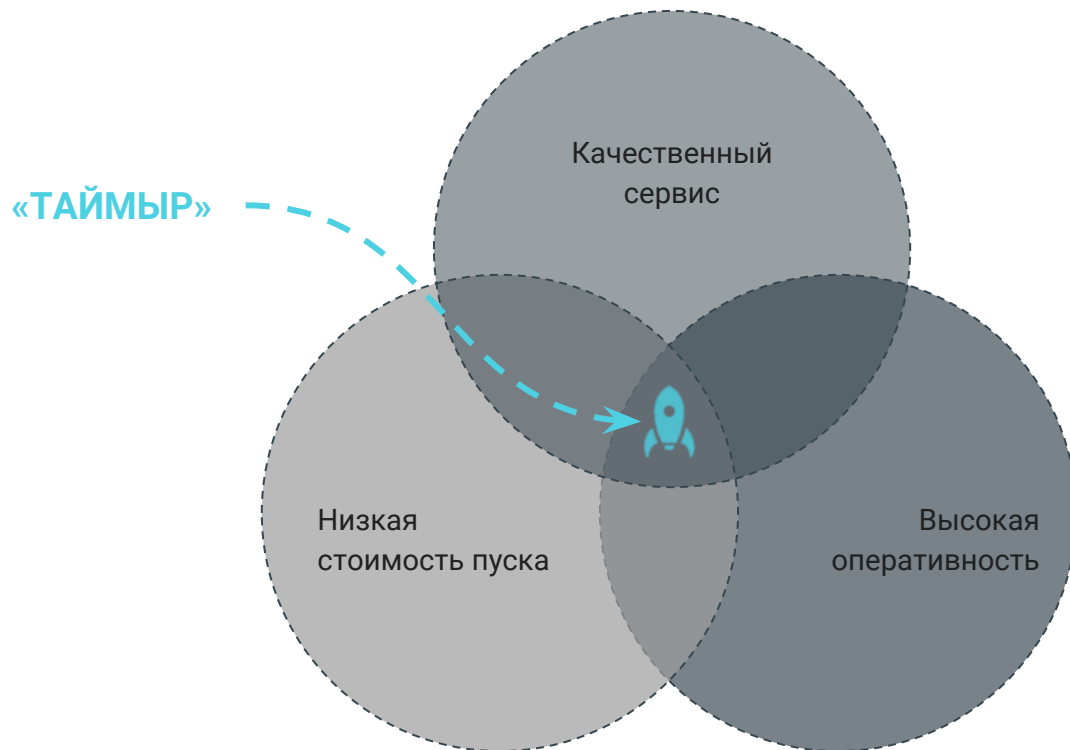 Качественный
сервис
«ТАЙМЫР»
Низкая
стоимость пуска
Высокая
оперативность